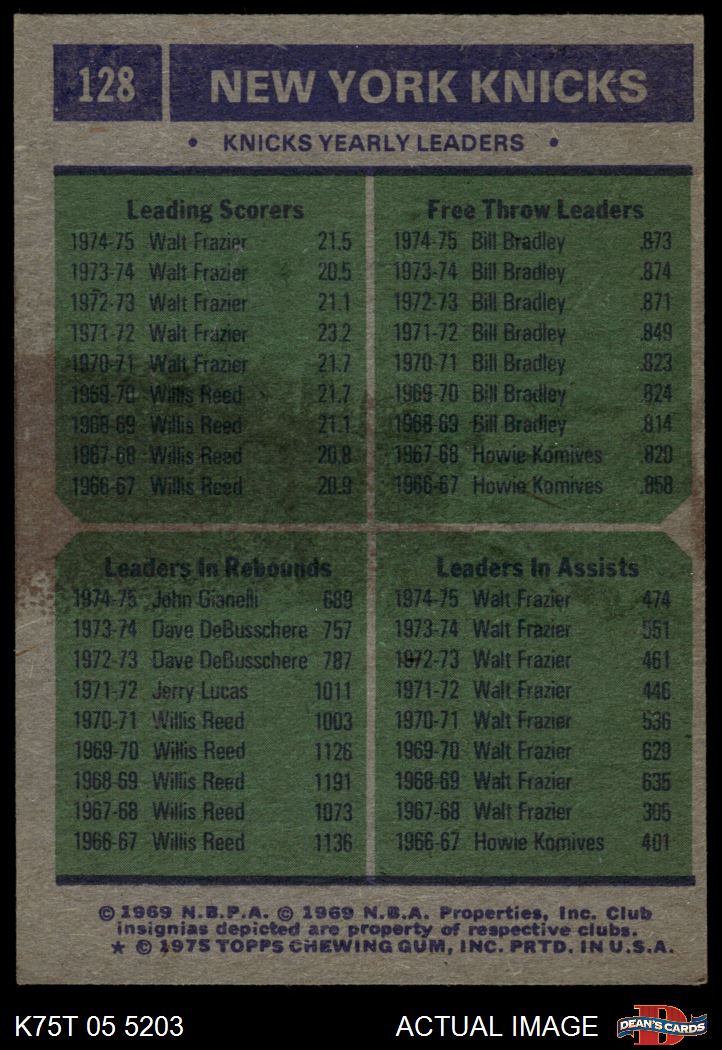 128
NEW YORK KNICKS
• KNICKS YEARLY LEADERS •
Leading Scorers
1974-75 Walt Frazier 21.5
1973-74 Walt Frazier 20.5
1972-73 Walt Frazier 21.1
1971-72 Walt Frazier 23.2
1970-71 Walt Frazier 21.7
1969-70 Willis Reed 21.7
1968-69 Willis Reed 21.1
1967-68 Willis Reed 20.8
1966-67 Willis Reed 20.9
Free Throw Leaders
1974-75 Bill Bradley .873
1973-74 Bill Bradley .874
1972-73 Bill Bradley .871
1971-72 Bill Bradley .849
1970-71 Bill Bradley .823
1969-70 Bill Bradley .824
1968-69 Bill Bradley .814
1967-68 Howie Komives .820
1966-67 Howie Komives .858
Leaders In Rebounds
1974-75 John Gianelli 689
1973-74 Dave DeBusschere 757
1972-73 Dave DeBusschere 787
1971-72 Jerry Lucas 1011
1970-71 Willis Reed 1003
1969-70 Willis Reed 1126
1968-69 Willis Reed 1191
1967-68 Willis Reed 1073
1966-67 Willis Reed 1136
Leaders In Assists
1974-75 Walt Frazier 474
1973-74 Walt Frazier 551
1972-73 Walt Frazier 461
1971-72 Walt Frazier 446
1970-71 Walt Frazier 536
1969-70 Walt Frazier 629
1968-69 Walt Frazier 635
1967-68 Walt Frazier 305
1966-67 Howie Komives 401
© 1969 N.B.P.A. © 1969 N.B.A. Properties, Inc. Club
insignias depicted are property of respective clubs.
★ © 1975 TOPPS CHEWING GUM, INC. PRTD. IN U.S.A.
K75T 05 5203
ACTUAL IMAGE
D
DEAN'S CARDS